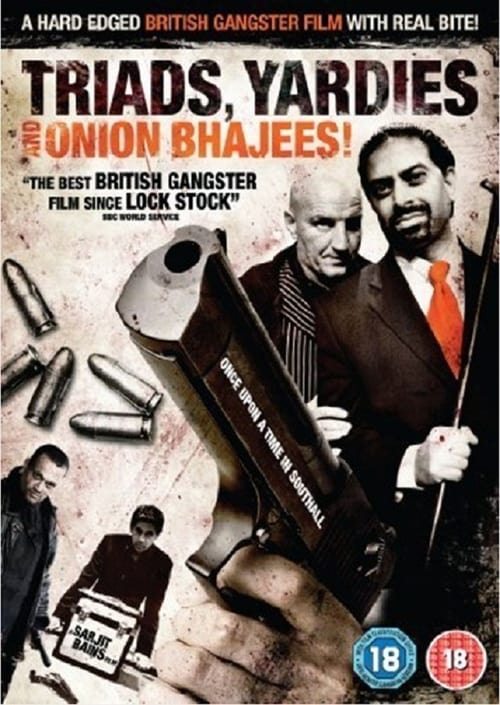 A HARD EDGED BRITISH GANGSTER FILM WITH REAL BITE!
TRIADS, YARDIES
AND ONION BHAJEES!
"THE BEST BRITISH GANGSTER
FILM SINCE LOCK STOCK"
BBC WORLD SERVICE
ONCE UPON A TIME IN SOUTHALL
SARJIT
BAINS
18
18